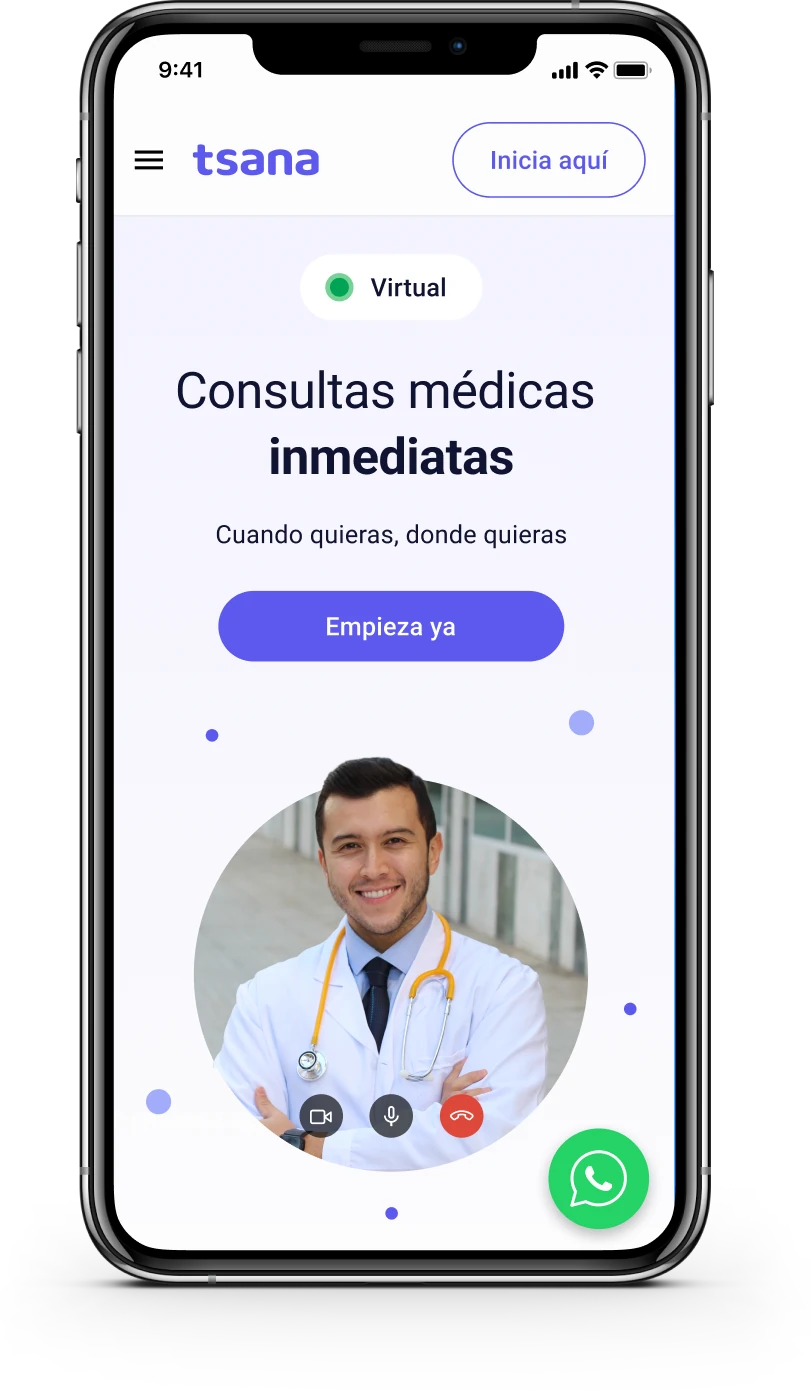 9:41
tsana
Inicia aquí
Virtual
Consultas médicas
inmediatas
Cuando quieras, donde quieras
Empieza ya